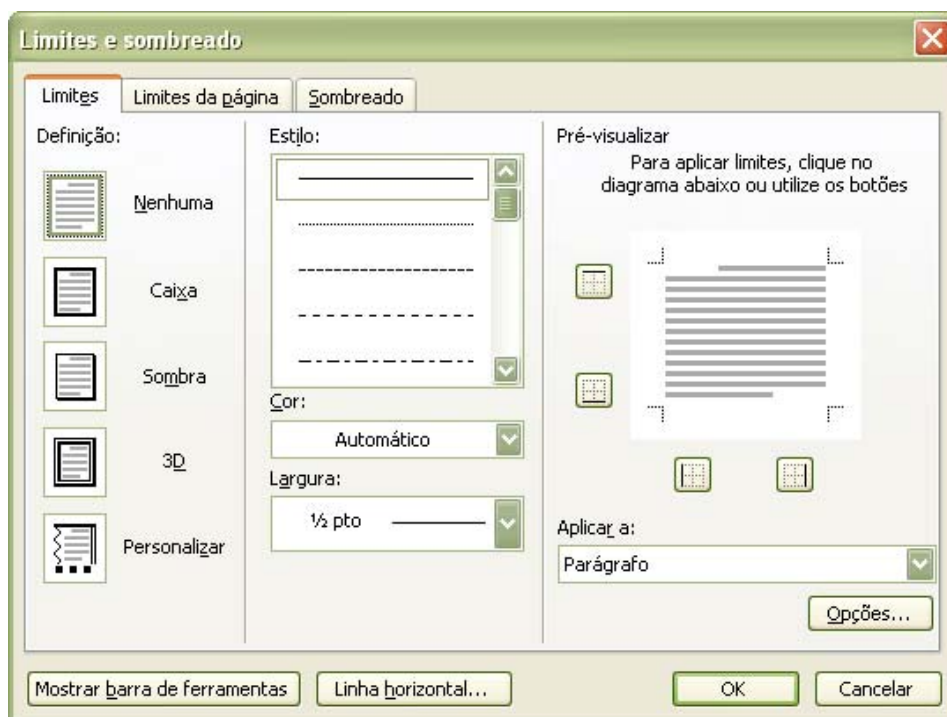 Limites e sombreado
Limites
Limites da página
Sombreado
Definição:
Nenhuma
Caixa
Sombra
3D
Personalizar
Estilo:
Cor:
Automático
Largura:
½ pto
Pré-visualizar
Para aplicar limites, clique no
diagrama abaixo ou utilize os botões
Aplicar a:
Parágrafo
Opções...
Mostrar barra de ferramentas
Linha horizontal...
OK
Cancelar